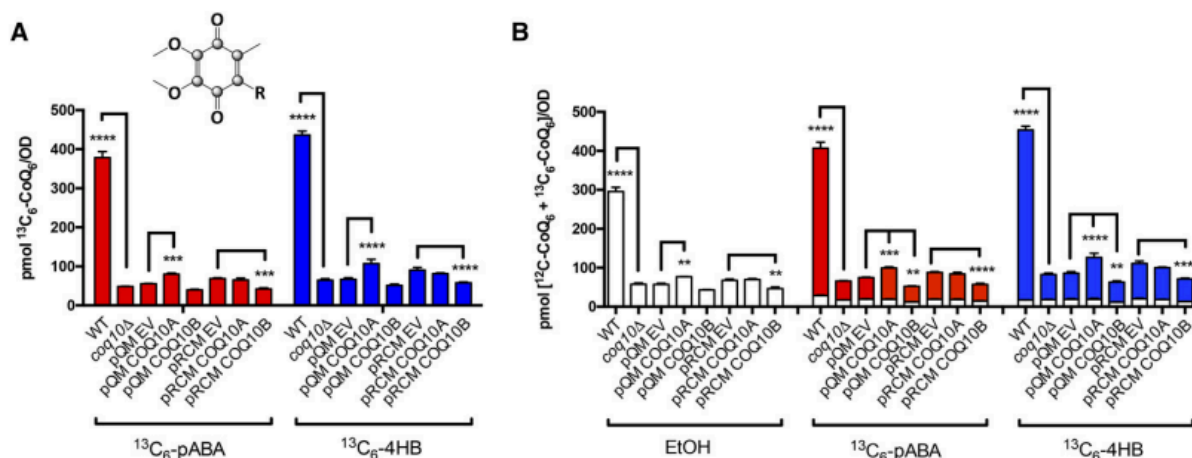 A
O
O
O
R
O
pmol ¹³C₆-CoQ₆/OD
500
400
300
200
100
0
****
***
***
****
****
****
WT
coq10Δ
pQM EV
pQM COQ10A
pQM COQ10B
pRCM EV
pRCM COQ10A
pRCM COQ10B
WT
coq10Δ
pQM EV
pQM COQ10A
pQM COQ10B
pRCM EV
pRCM COQ10A
pRCM COQ10B
¹³C₆-pABA
¹³C₆-4HB
B
pmol [¹²C-CoQ₆ + ¹³C₆-CoQ₆]/OD
500
400
300
200
100
0
****
**
**
****
***
**
****
****
****
**
***
WT
coq10Δ
pQM EV
pQM COQ10A
pQM COQ10B
pRCM EV
pRCM COQ10A
pRCM COQ10B
WT
coq10Δ
pQM EV
pQM COQ10A
pQM COQ10B
pRCM EV
pRCM COQ10A
pRCM COQ10B
WT
coq10Δ
pQM EV
pQM COQ10A
pQM COQ10B
pRCM EV
pRCM COQ10A
pRCM COQ10B
EtOH
¹³C₆-pABA
¹³C₆-4HB